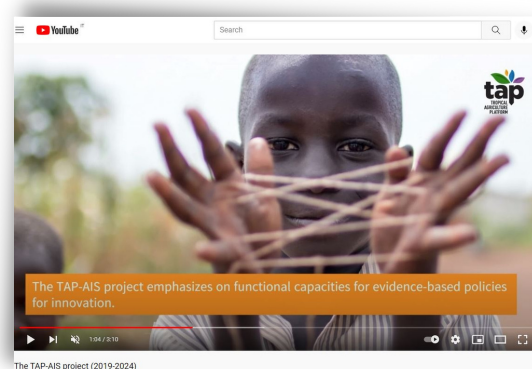 YouTube
Search
tap
TROPICAL
AGRICULTURE
PLATFORM
The TAP-AIS project emphasizes on functional capacities for evidence-based policies
for innovation.
1:04 / 3:10
The TAP-AIS project (2019-2024)